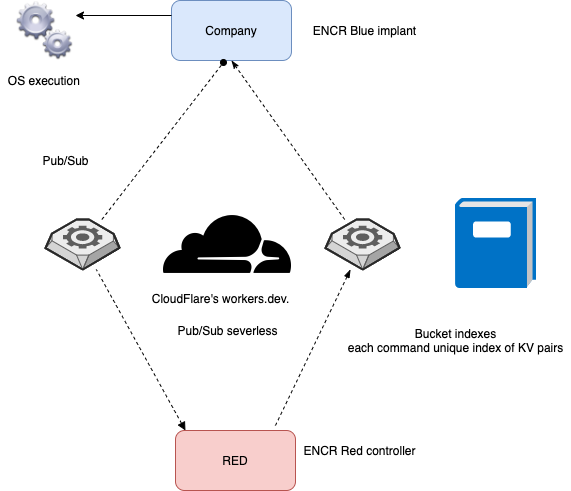 Company
ENCR Blue implant
OS execution
Pub/Sub
CloudFlare's workers.dev.
Pub/Sub severless
Bucket indexes
each command unique index of KV pairs
RED
ENCR Red controller